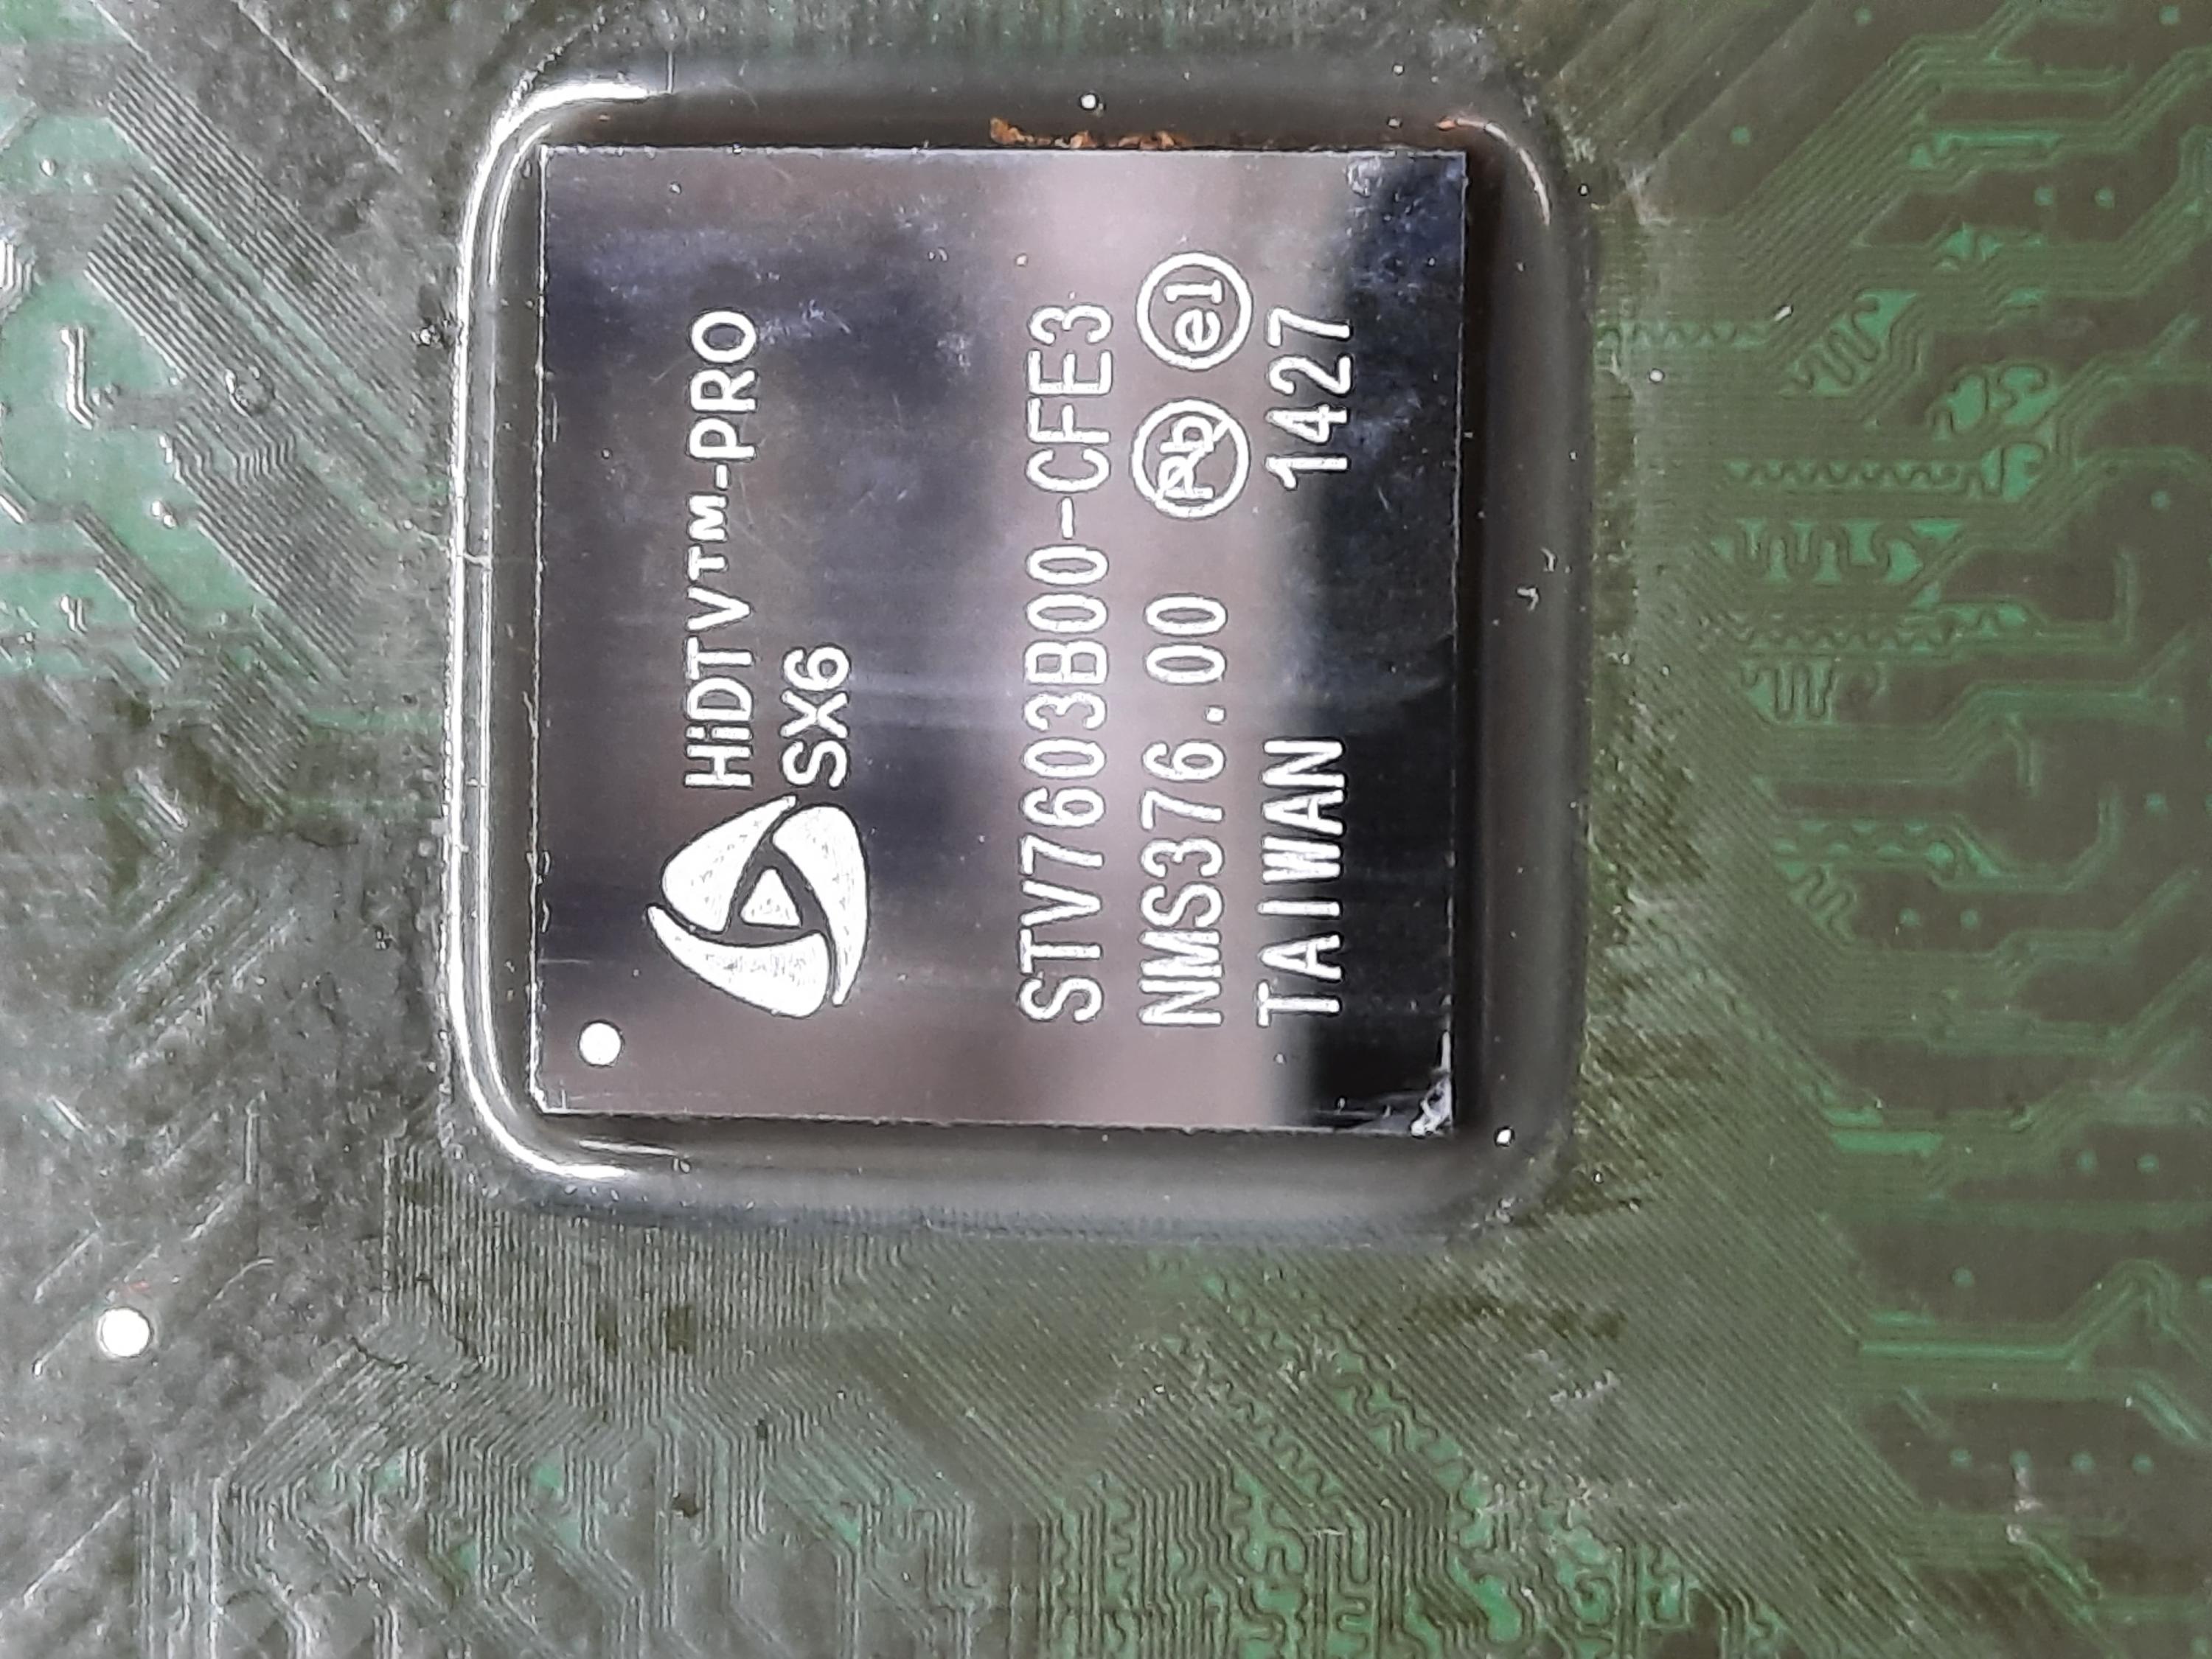 HiDTV™-PRO
SX6
STV7603B00-CFE3
NMS376.00 Pb e1
TAIWAN 1427